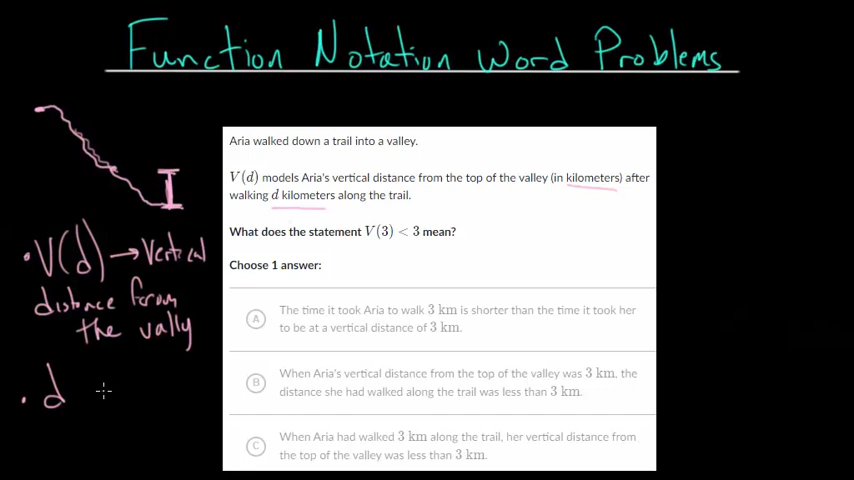 Function Notation Word Problems
Aria walked down a trail into a valley.
V(d) models Aria's vertical distance from the top of the valley (in kilometers) after
walking d kilometers along the trail.
What does the statement V(3) < 3 mean?
Choose 1 answer:
A The time it took Aria to walk 3 km is shorter than the time it took her
to be at a vertical distance of 3 km.
B When Aria's vertical distance from the top of the valley was 3 km, the
distance she had walked along the trail was less than 3 km.
C When Aria had walked 3 km along the trail, her vertical distance from
the top of the valley was less than 3 km.
• V(d) → Vertical
distance from
the vally
• d